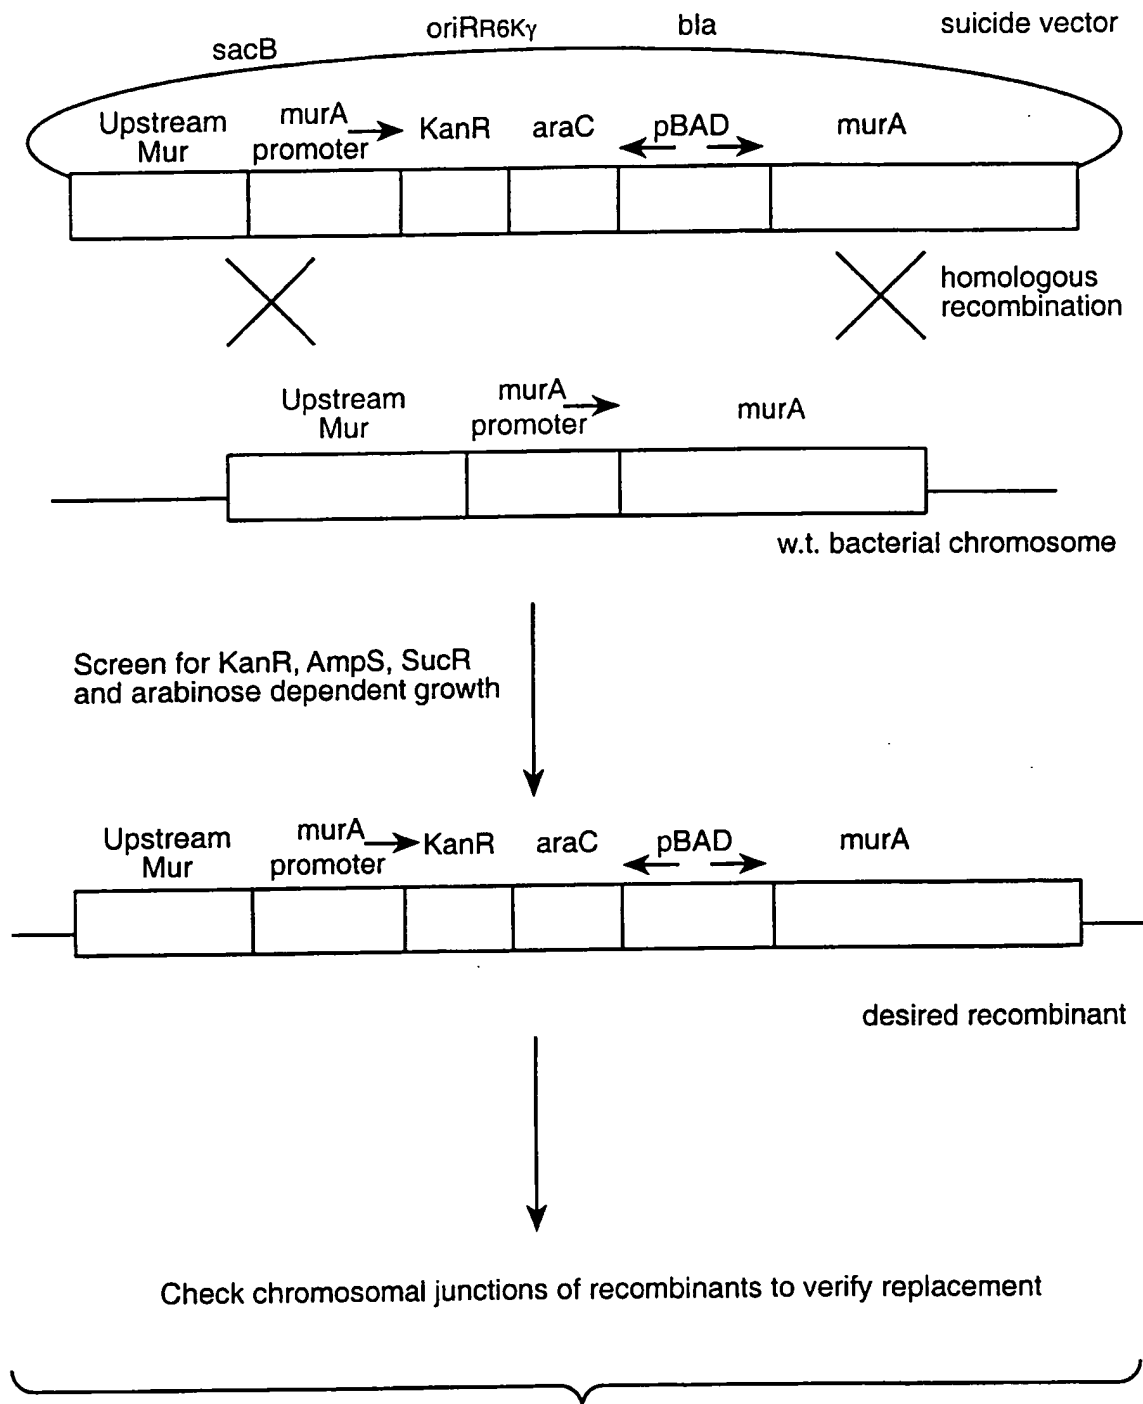 sacB oriRR6Kγ bla suicide vector
Upstream Mur murA promoter KanR araC pBAD murA
homologous
recombination
Upstream Mur murA promoter murA
w.t. bacterial chromosome
Screen for KanR, AmpS, SucR
and arabinose dependent growth
Upstream Mur murA promoter KanR araC pBAD murA
desired recombinant
Check chromosomal junctions of recombinants to verify replacement